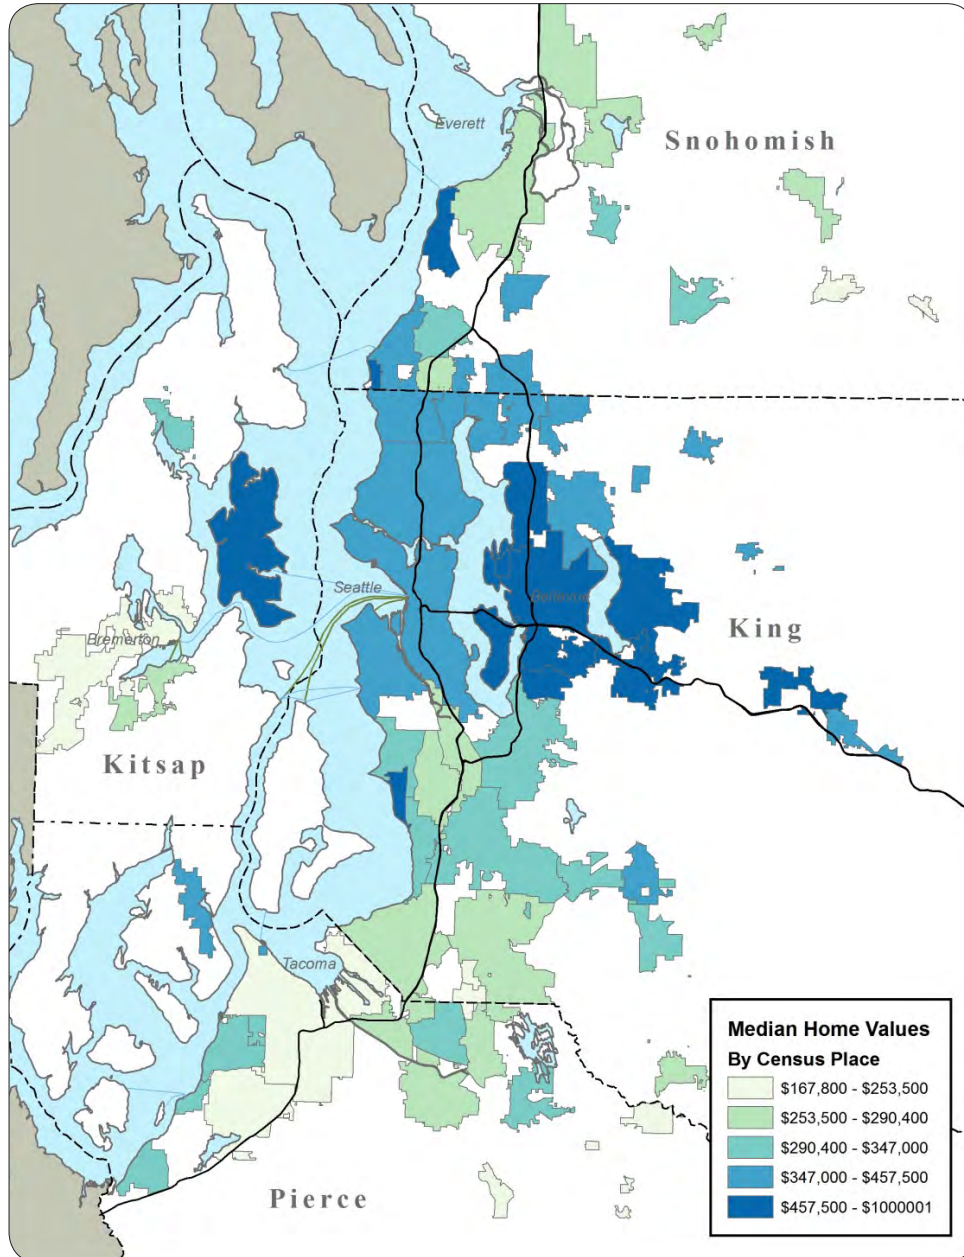 Everett
Snohomish
Seattle
Bellevue
Bremerton
King
Kitsap
Tacoma
Pierce
Median Home Values
By Census Place
$167,800 - $253,500
$253,500 - $290,400
$290,400 - $347,000
$347,000 - $457,500
$457,500 - $1000001